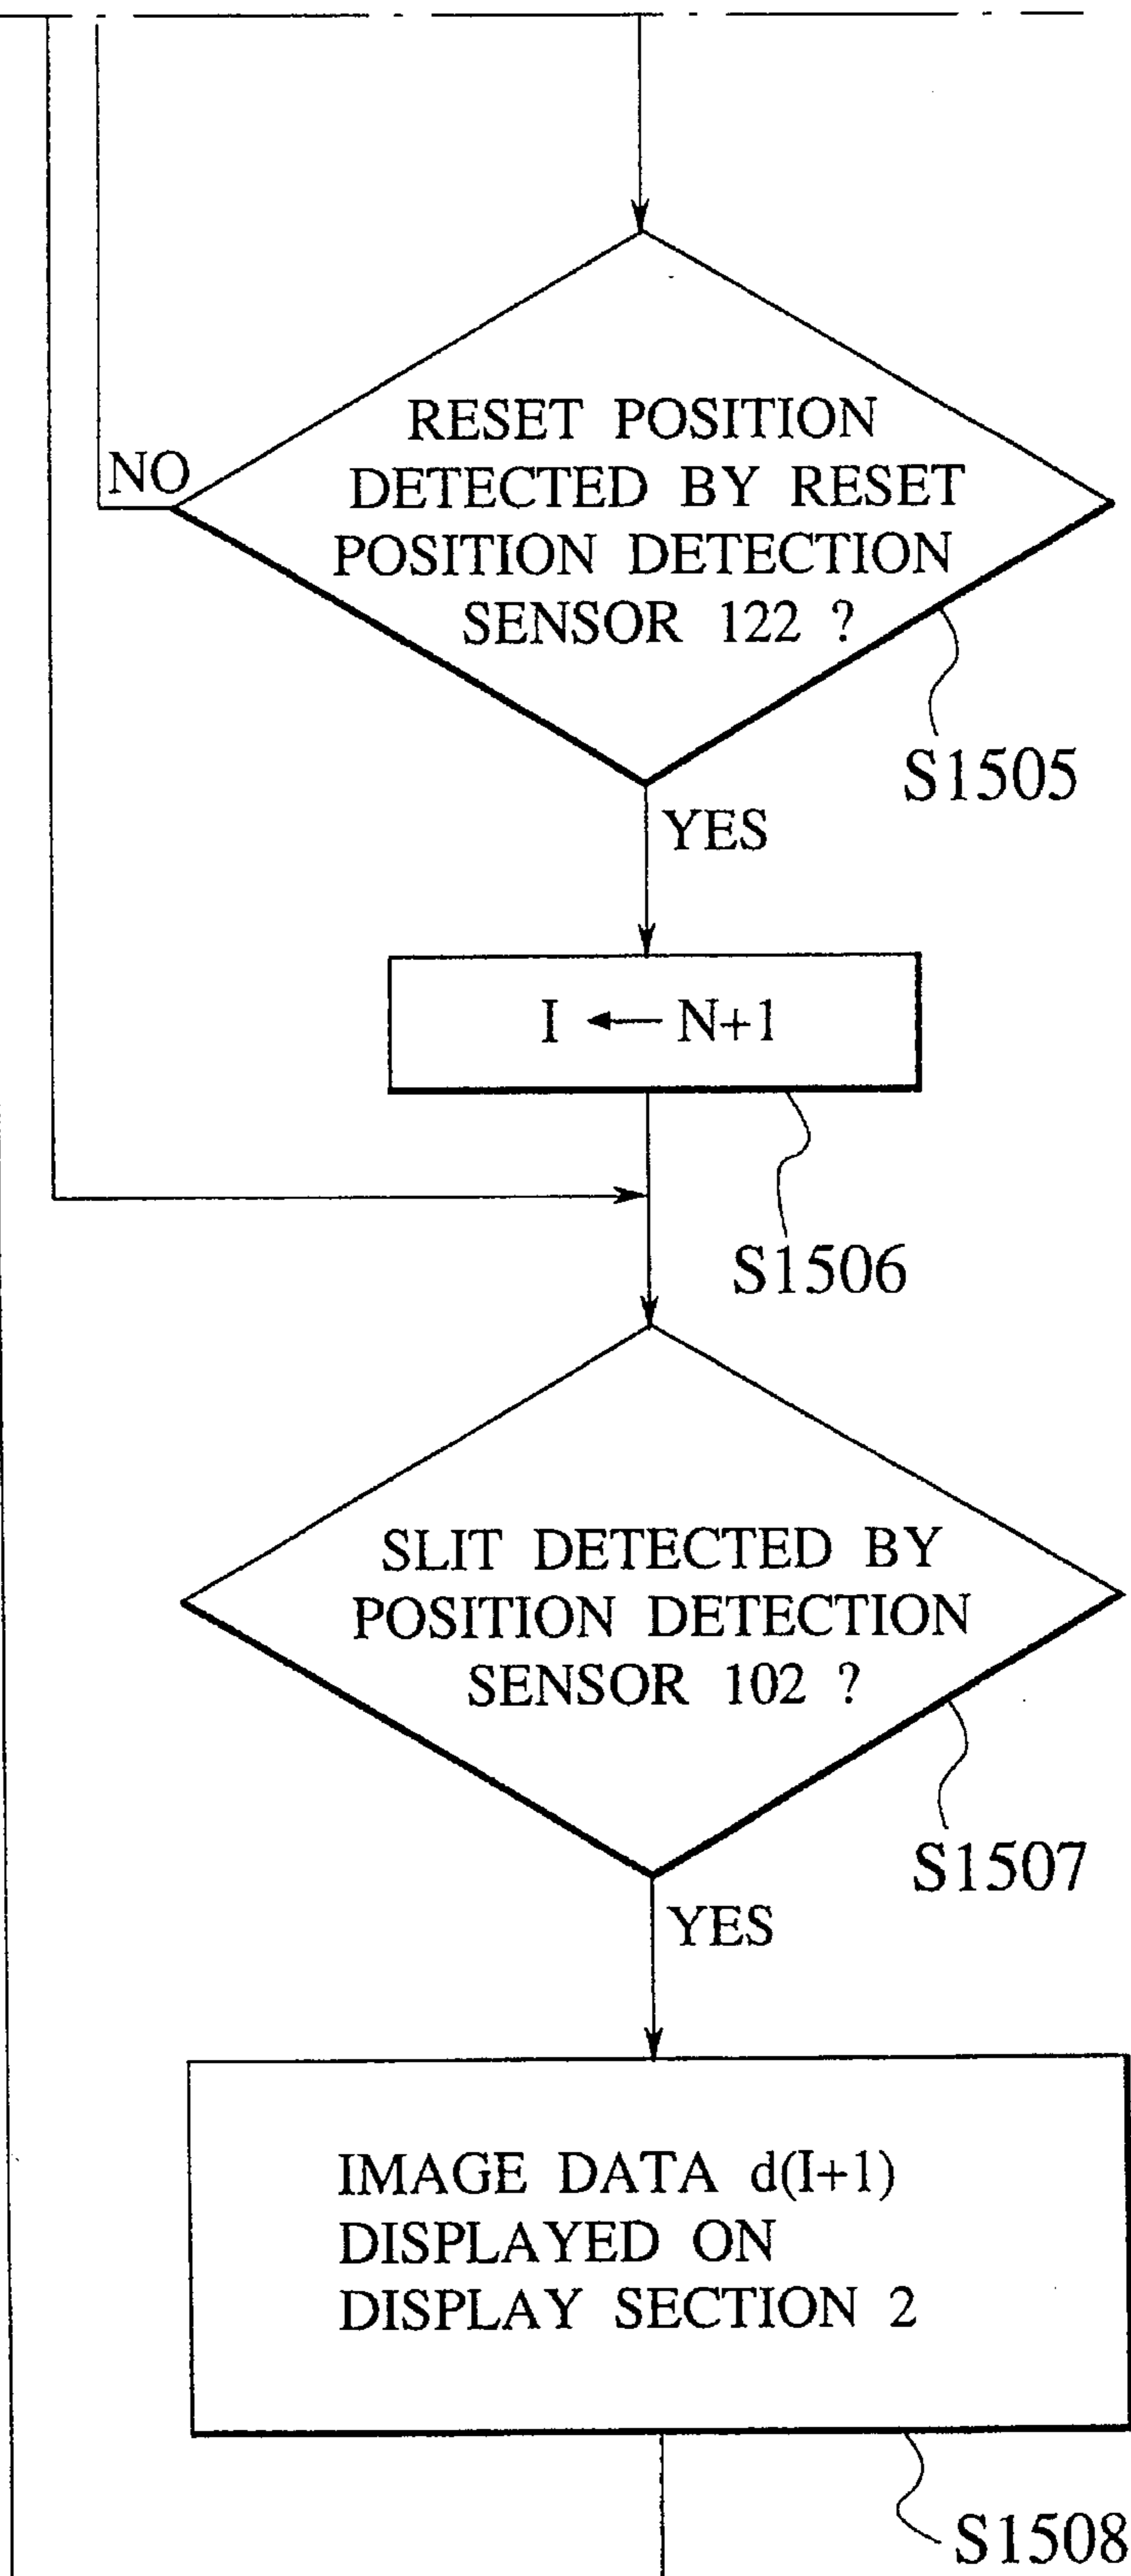 RESET POSITION
DETECTED BY RESET
POSITION DETECTION
SENSOR 122 ?
NO
S1505
YES
I ← N+1
S1506
SLIT DETECTED BY
POSITION DETECTION
SENSOR 102 ?
S1507
YES
IMAGE DATA d(I+1)
DISPLAYED ON
DISPLAY SECTION 2
S1508